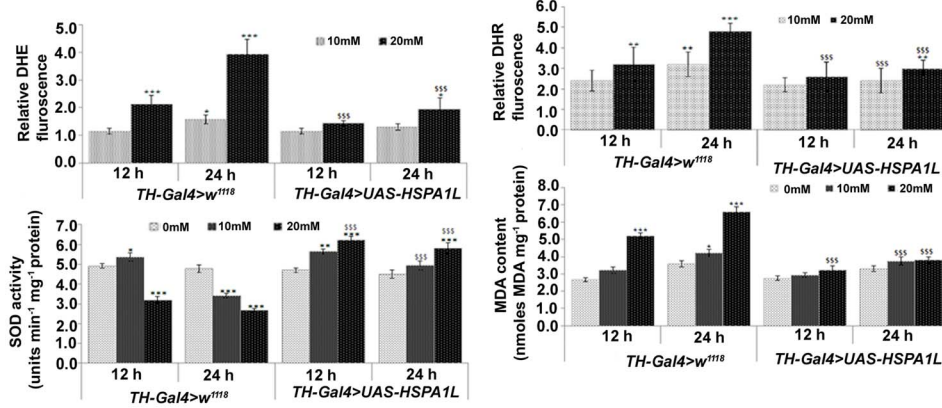 Relative DHE
fluroscence
5.0
4.0
3.0
2.0
1.0
0.0
10mM 20mM
***
*
***
$$$
$$$
*
12 h 24 h 12 h 24 h
TH-Gal4>w1118 TH-Gal4>UAS-HSPA1L
Relative DHR
fluroscence
6.0
5.0
4.0
3.0
2.0
1.0
0.0
10mM 20mM
**
**
***
$$$
$$$
$$$
**
12 h 24 h 12 h 24 h
TH-Gal4>w1118 TH-Gal4>UAS-HSPA1L
SOD activity
(units min-1 mg-1 protein)
7.0
6.0
5.0
4.0
3.0
2.0
1.0
0.0
0mM 10mM 20mM
*
***
***
***
**
$$$
***
$$$
$$$
***
12 h 24 h 12 h 24 h
TH-Gal4>w1118 TH-Gal4>UAS-HSPA1L
MDA content
(nmoles MDA mg-1 protein)
8.0
7.0
6.0
5.0
4.0
3.0
2.0
1.0
0.0
0mM 10mM 20mM
***
*
***
$$$
$$$ $$$
12 h 24 h 12 h 24 h
TH-Gal4>w1118 TH-Gal4>UAS-HSPA1L